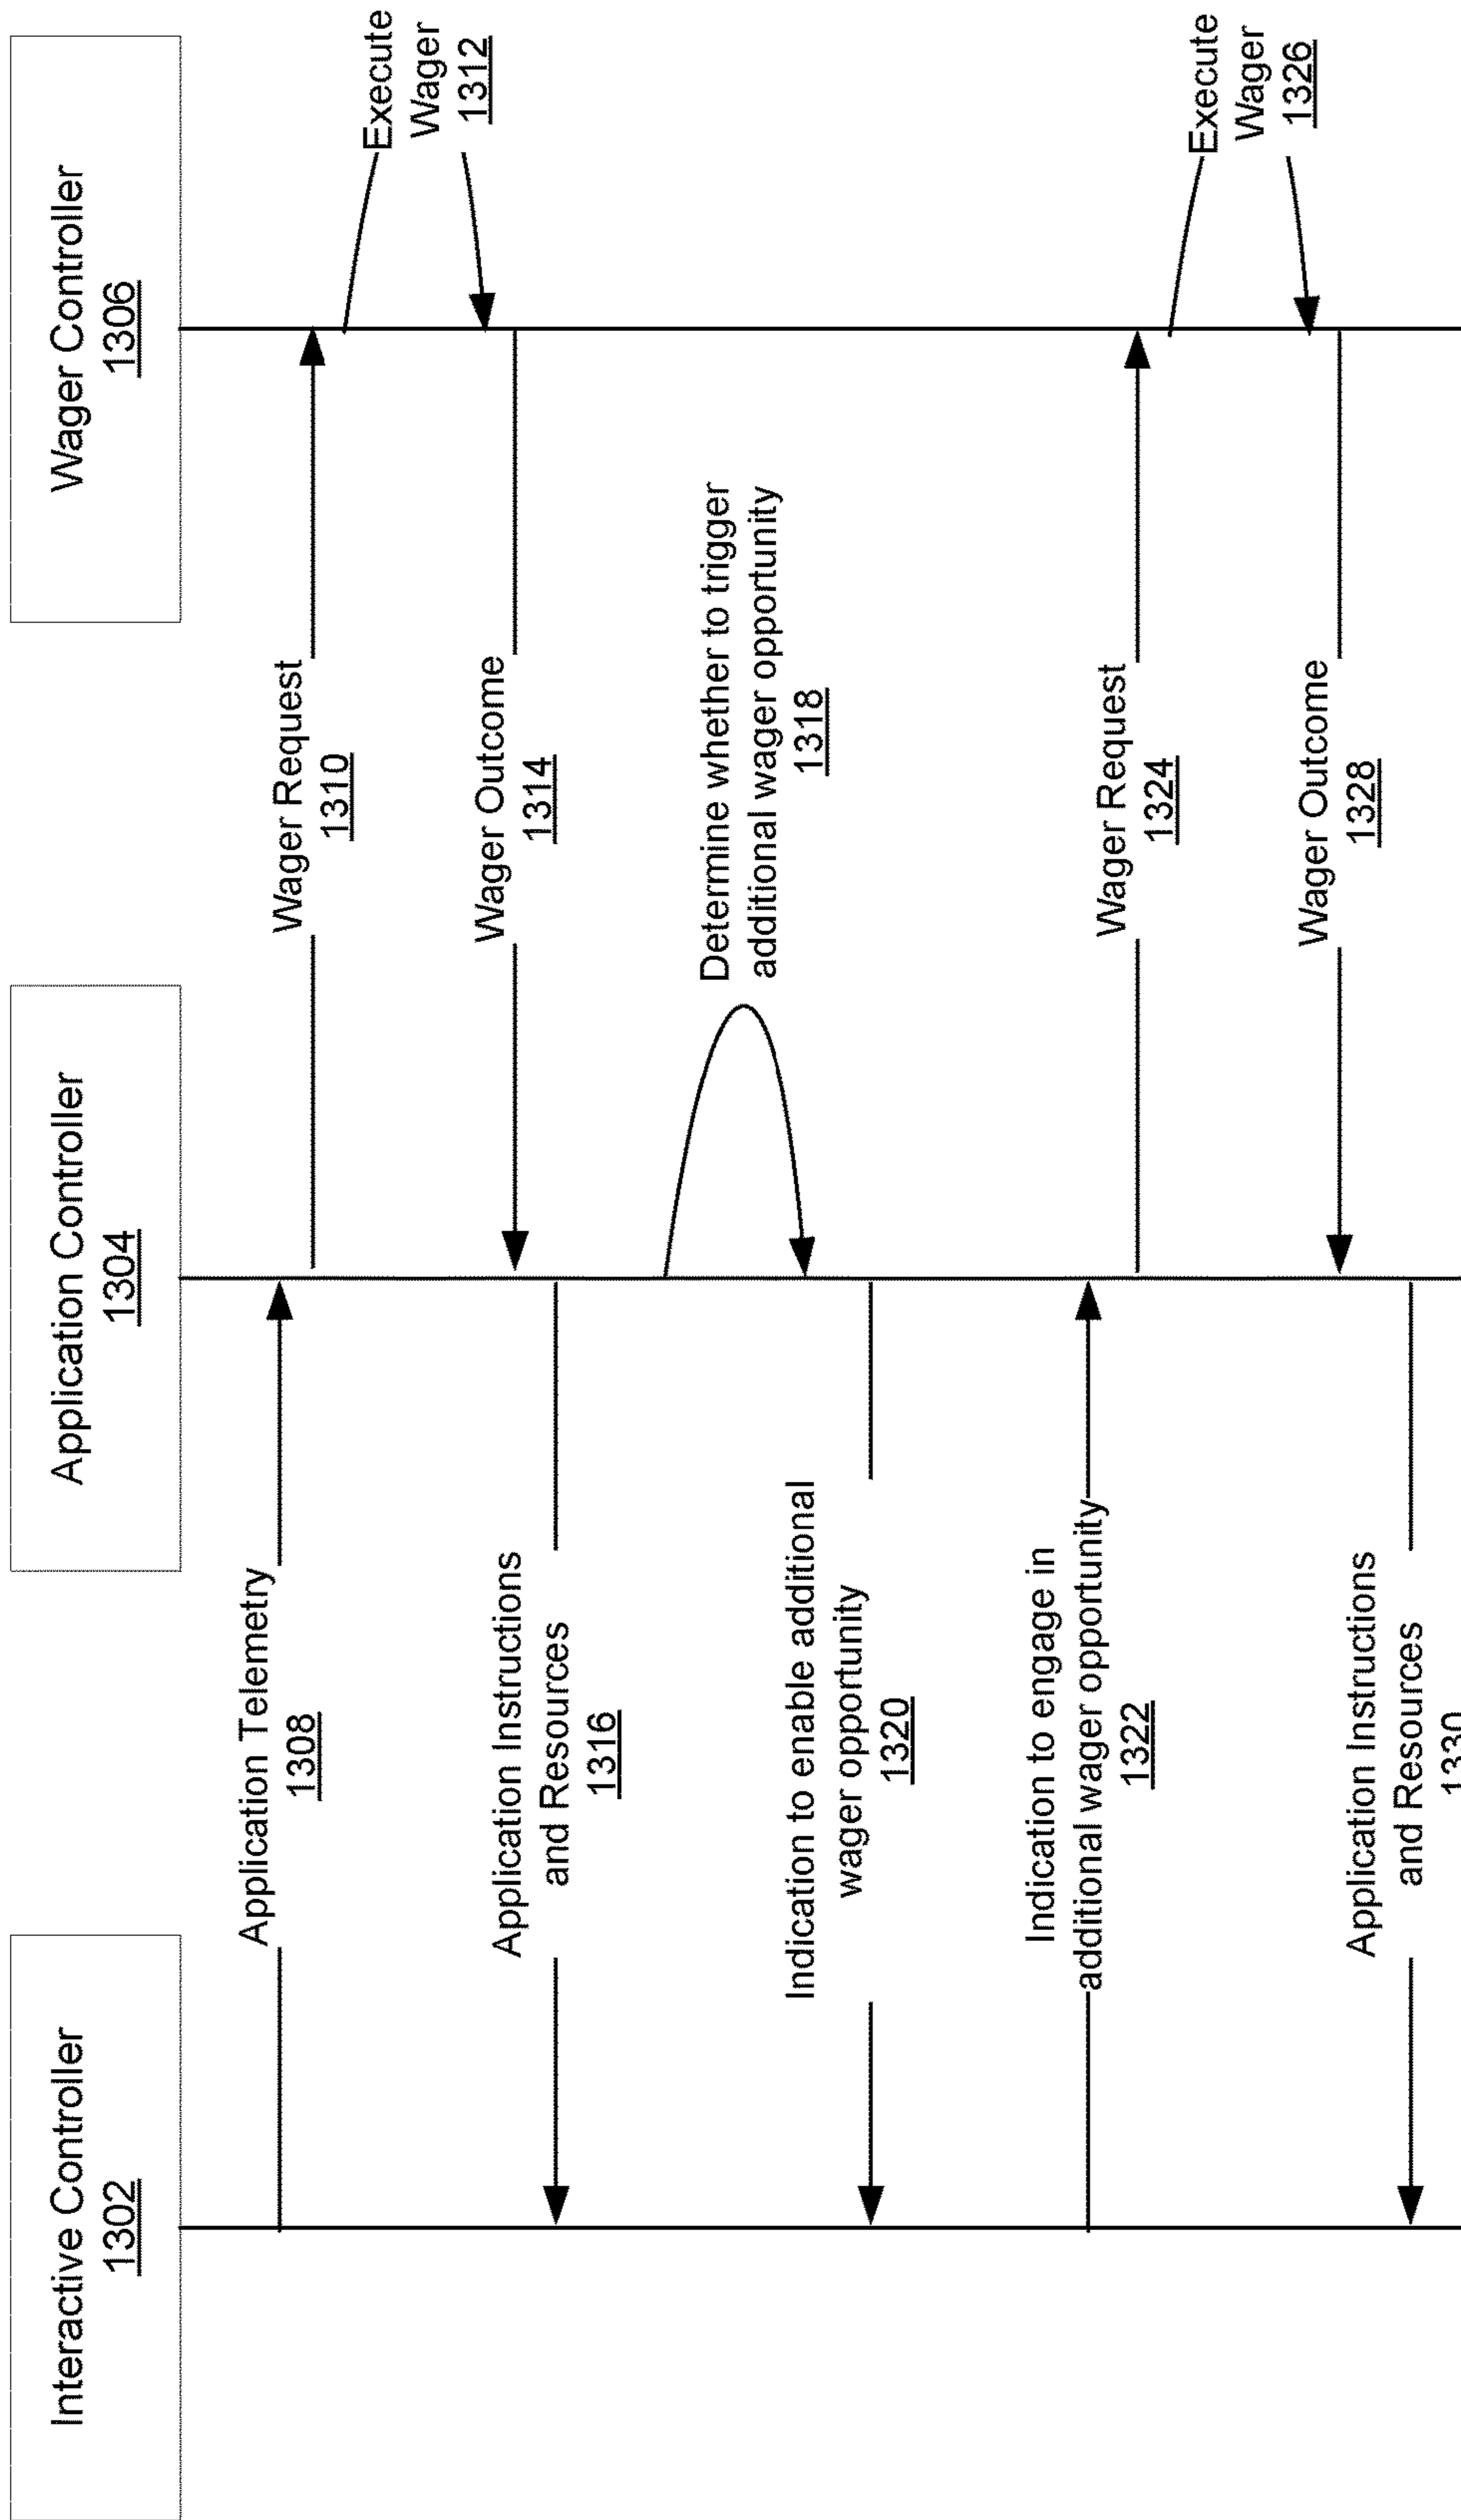 Interactive Controller
1302
Application Controller
1304
Wager Controller
1306
Application Telemetry
1308
Wager Request
1310
Execute
Wager
1312
Wager Outcome
1314
Application Instructions
and Resources
1316
Determine whether to trigger
additional wager opportunity
1318
Indication to enable additional
wager opportunity
1320
Indication to engage in
additional wager opportunity
1322
Wager Request
1324
Execute
Wager
1326
Wager Outcome
1328
Application Instructions
and Resources
1330